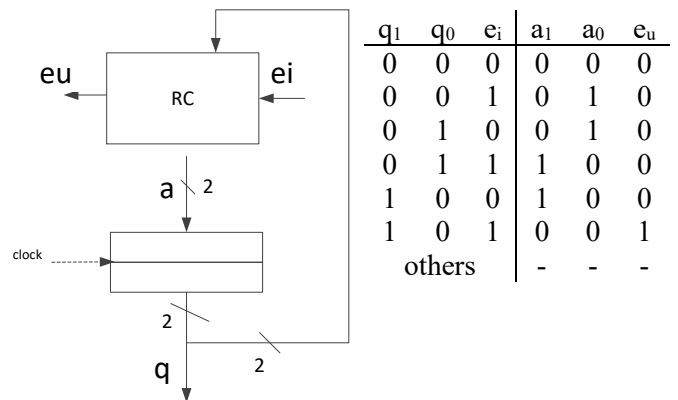 eu
RC
ei
a
2
clock
2
2
q
q₁ q₀ eᵢ a₁ a₀ eᵤ
0 0 0 0 0 0
0 0 1 0 1 0
0 1 0 0 1 0
0 1 1 1 0 0
1 0 0 1 0 0
1 0 1 0 0 1
others - - -